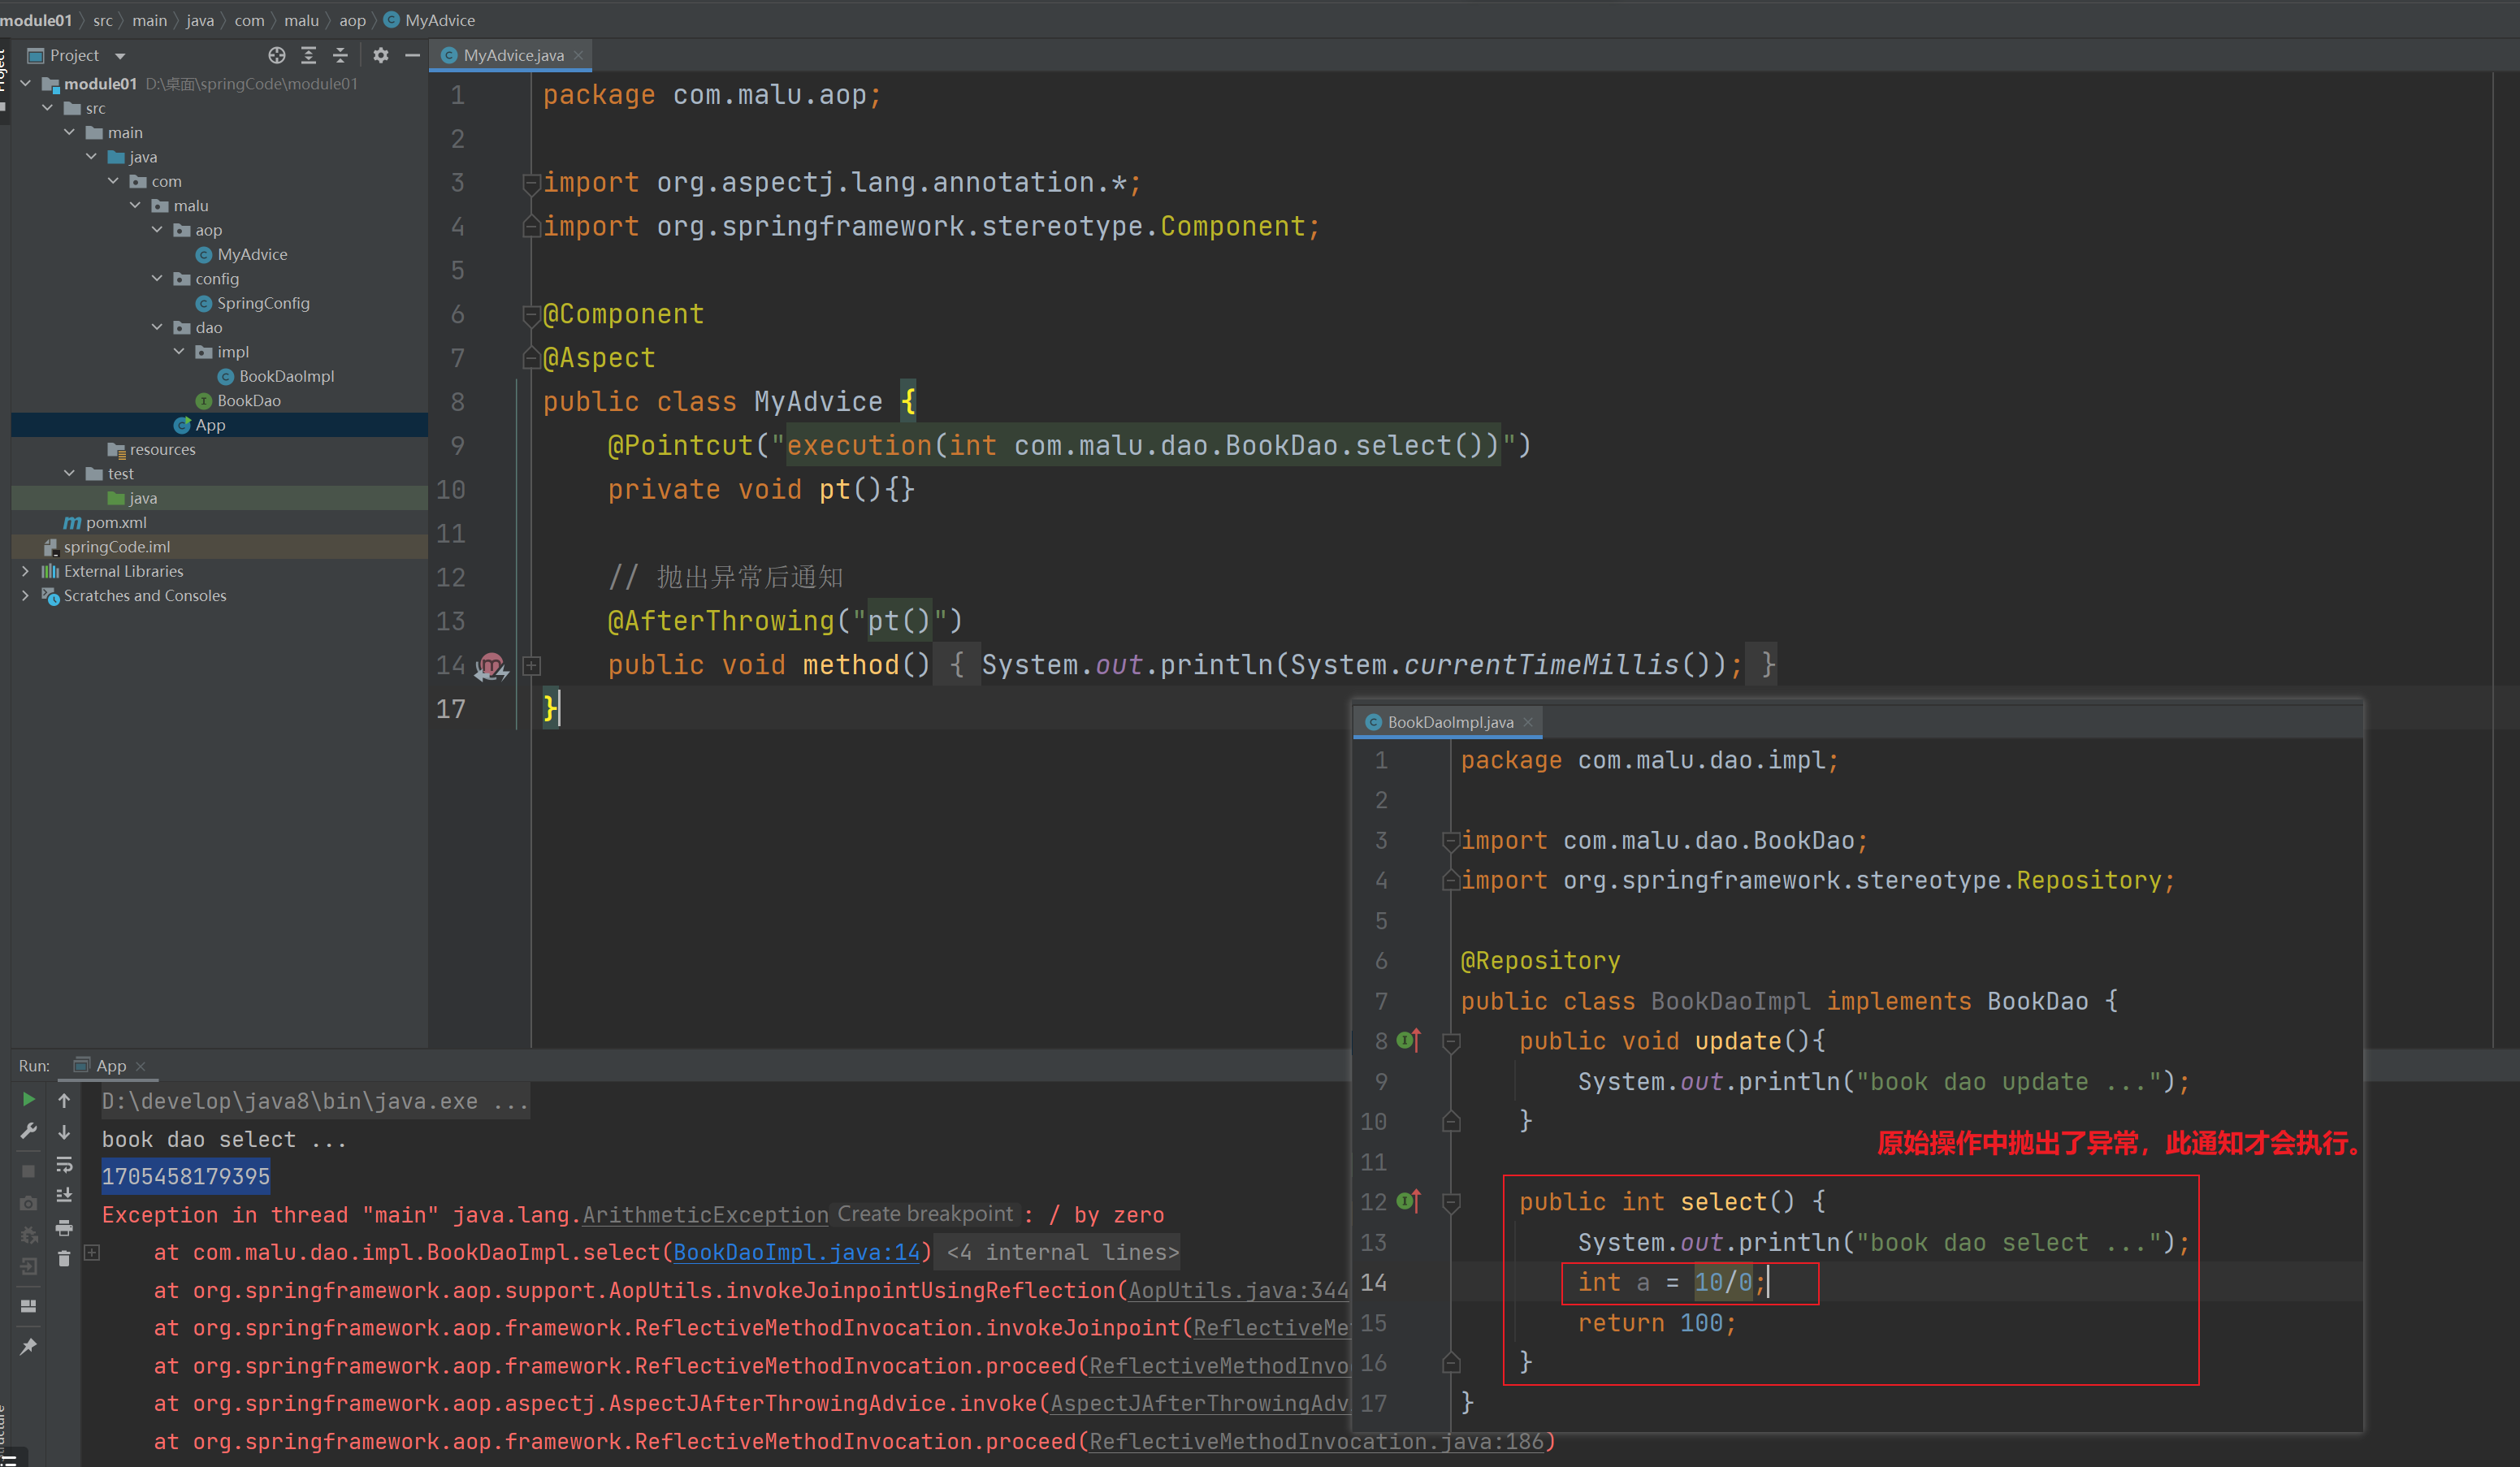 module01 〉 src 〉 main 〉 java 〉 com 〉 malu 〉 aop 〉 MyAdvice
Project
module01 D:\桌面\springCode\module01
src
main
java
com
malu
aop
MyAdvice
config
SpringConfig
dao
impl
BookDaoImpl
BookDao
App
resources
test
java
pom.xml
springCode.iml
External Libraries
Scratches and Consoles
MyAdvice.java
1 package com.malu.aop;
2
3 import org.aspectj.lang.annotation.*;
4 import org.springframework.stereotype.Component;
5
6 @Component
7 @Aspect
8 public class MyAdvice {
9 @Pointcut("execution(int com.malu.dao.BookDao.select())")
10 private void pt(){}
11
12 // 抛出异常后通知
13 @AfterThrowing("pt()")
14 public void method() { System.out.println(System.currentTimeMillis()); }
17 }
BookDaoImpl.java
1 package com.malu.dao.impl;
2
3 import com.malu.dao.BookDao;
4 import org.springframework.stereotype.Repository;
5
6 @Repository
7 public class BookDaoImpl implements BookDao {
8 public void update(){
9 System.out.println("book dao update ...");
10 }
原始操作中抛出了异常，此通知才会执行。
11
12 public int select() {
13 System.out.println("book dao select ...");
14 int a = 10/0;
15 return 100;
16 }
17 }
Run: App
D:\develop\java8\bin\java.exe ...
book dao select ...
1705458179395
Exception in thread "main" java.lang.ArithmeticException Create breakpoint : / by zero
at com.malu.dao.impl.BookDaoImpl.select(BookDaoImpl.java:14) <4 internal lines>
at org.springframework.aop.support.AopUtils.invokeJoinpointUsingReflection(AopUtils.java:344
at org.springframework.aop.framework.ReflectiveMethodInvocation.invokeJoinpoint(ReflectiveMe
at org.springframework.aop.framework.ReflectiveMethodInvocation.proceed(ReflectiveMethodInvo
at org.springframework.aop.aspectj.AspectJAfterThrowingAdvice.invoke(AspectJAfterThrowingAdv
at org.springframework.aop.framework.ReflectiveMethodInvocation.proceed(ReflectiveMethodInvocation.java:186)